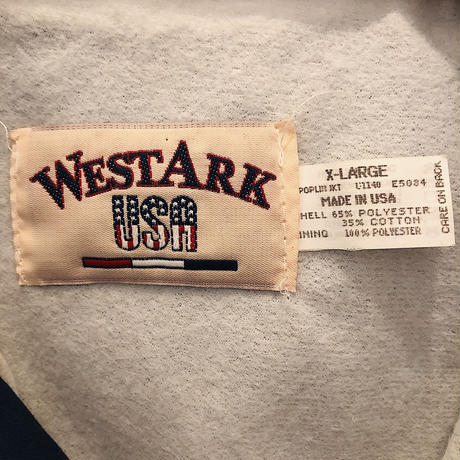 WESTARK
USA
X-LARGE
POPLIN JKT U1140 E5084
MADE IN USA
HELL 65% POLYESTER
35% COTTON
INING 100% POLYESTER
CARE ON BACK